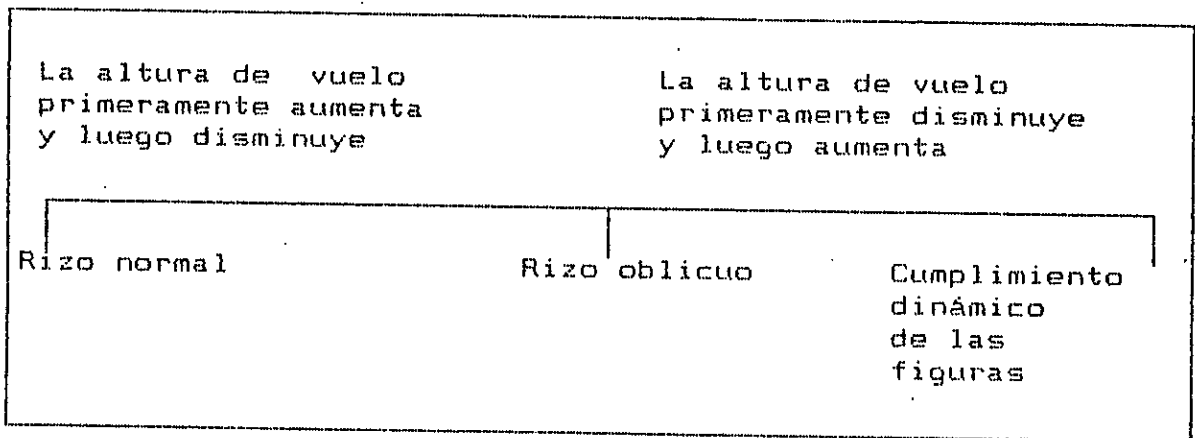 La altura de vuelo
primeramente aumenta
y luego disminuye
La altura de vuelo
primeramente disminuye
y luego aumenta
Rizo normal
Rizo oblicuo
Cumplimiento
dinámico
de las
figuras